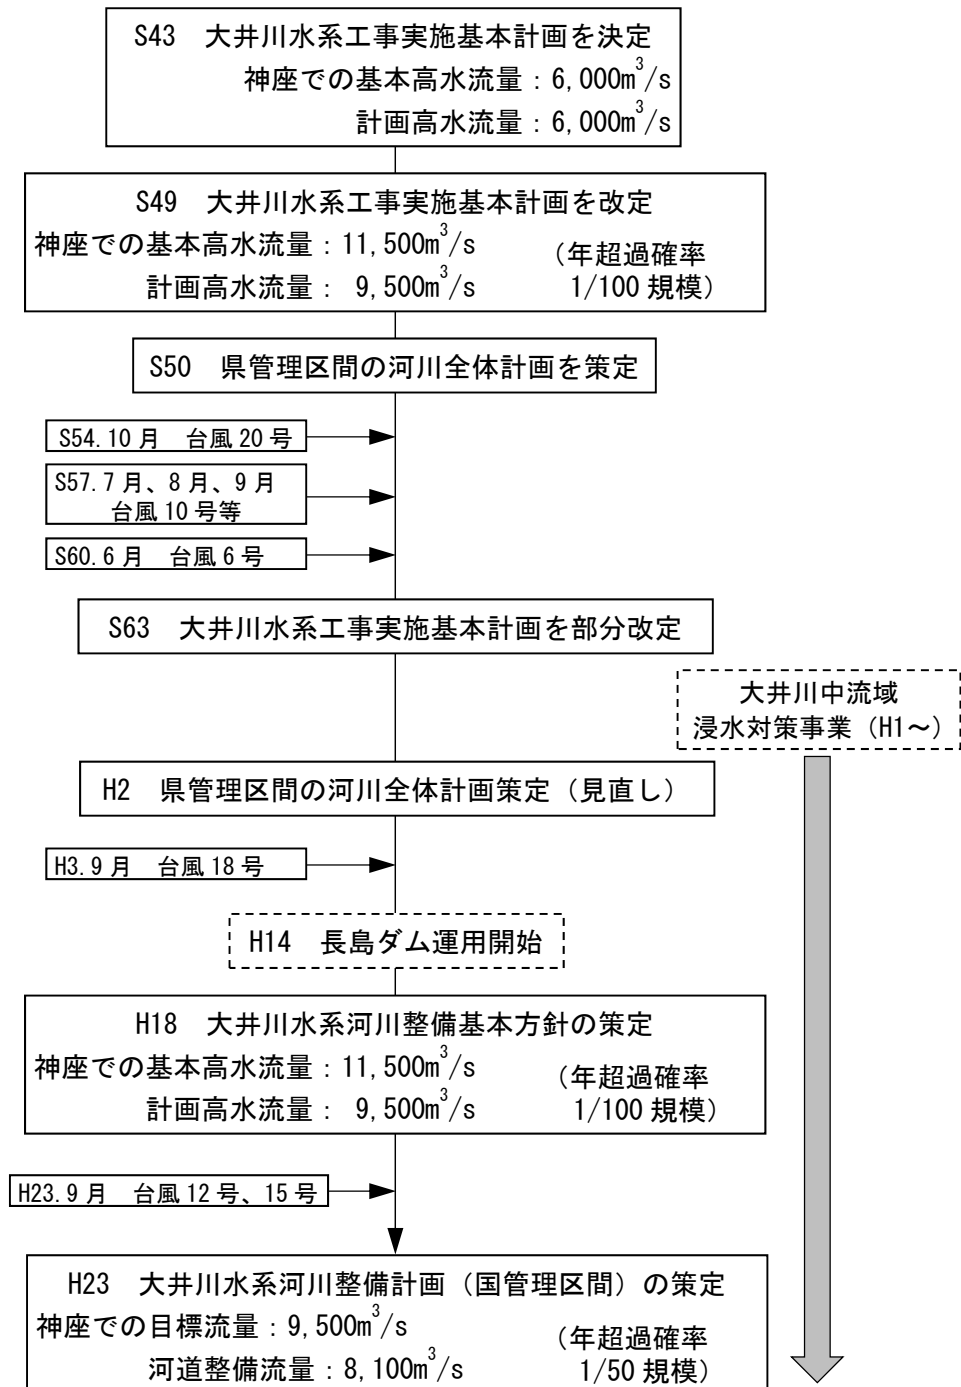 S43　大井川水系工事実施基本計画を決定
神座での基本高水流量：6,000m³/s
計画高水流量：6,000m³/s
S49　大井川水系工事実施基本計画を改定
神座での基本高水流量：11,500m³/s　（年超過確率
計画高水流量： 9,500m³/s　1/100 規模）
S50　県管理区間の河川全体計画を策定
S54.10月　台風20号
S57.7月、8月、9月
台風10号等
S60.6月　台風6号
S63　大井川水系工事実施基本計画を部分改定
大井川中流域
浸水対策事業（H1～）
H2　県管理区間の河川全体計画策定（見直し）
H3.9月　台風18号
H14　長島ダム運用開始
H18　大井川水系河川整備基本方針の策定
神座での基本高水流量：11,500m³/s　（年超過確率
計画高水流量： 9,500m³/s　1/100 規模）
H23.9月　台風12号、15号
H23　大井川水系河川整備計画（国管理区間）の策定
神座での目標流量：9,500m³/s　（年超過確率
河道整備流量：8,100m³/s　1/50 規模）